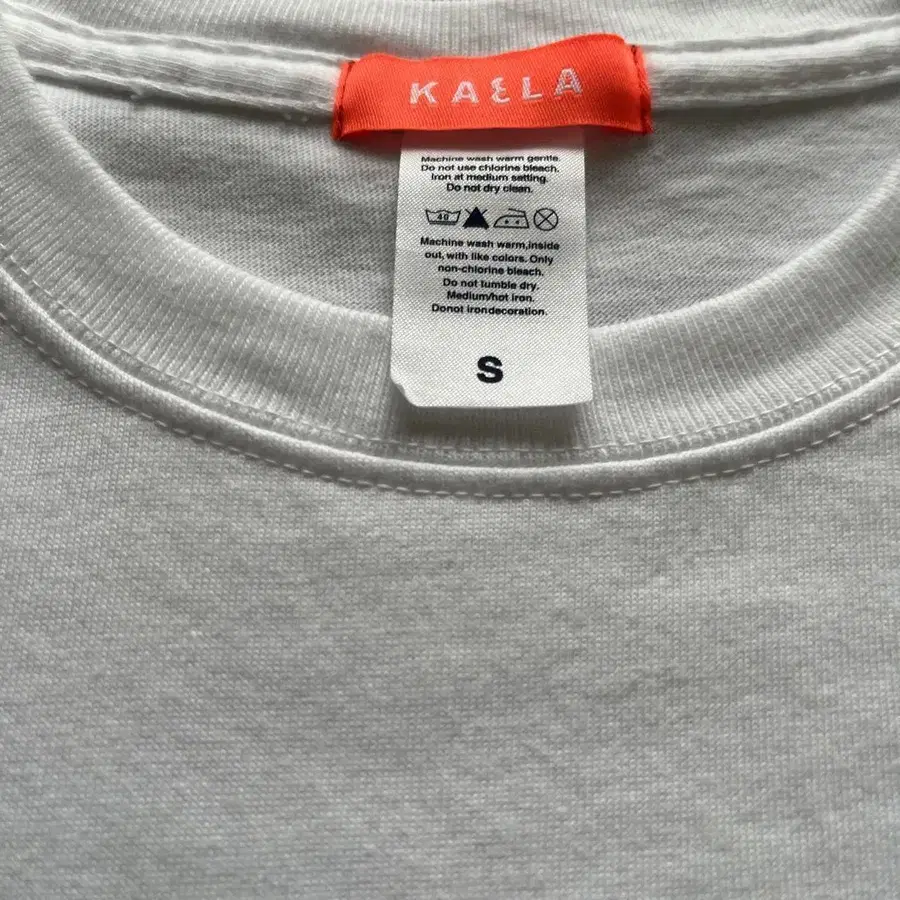 KAƐLA
Machine wash warm gentle.
Do not use chlorine bleach.
Iron at medium setting.
Do not dry clean.
40
Machine wash warm,inside
out, with like colors. Only
non-chlorine bleach.
Do not tumble dry.
Medium/hot iron.
Donot irondecoration.
S